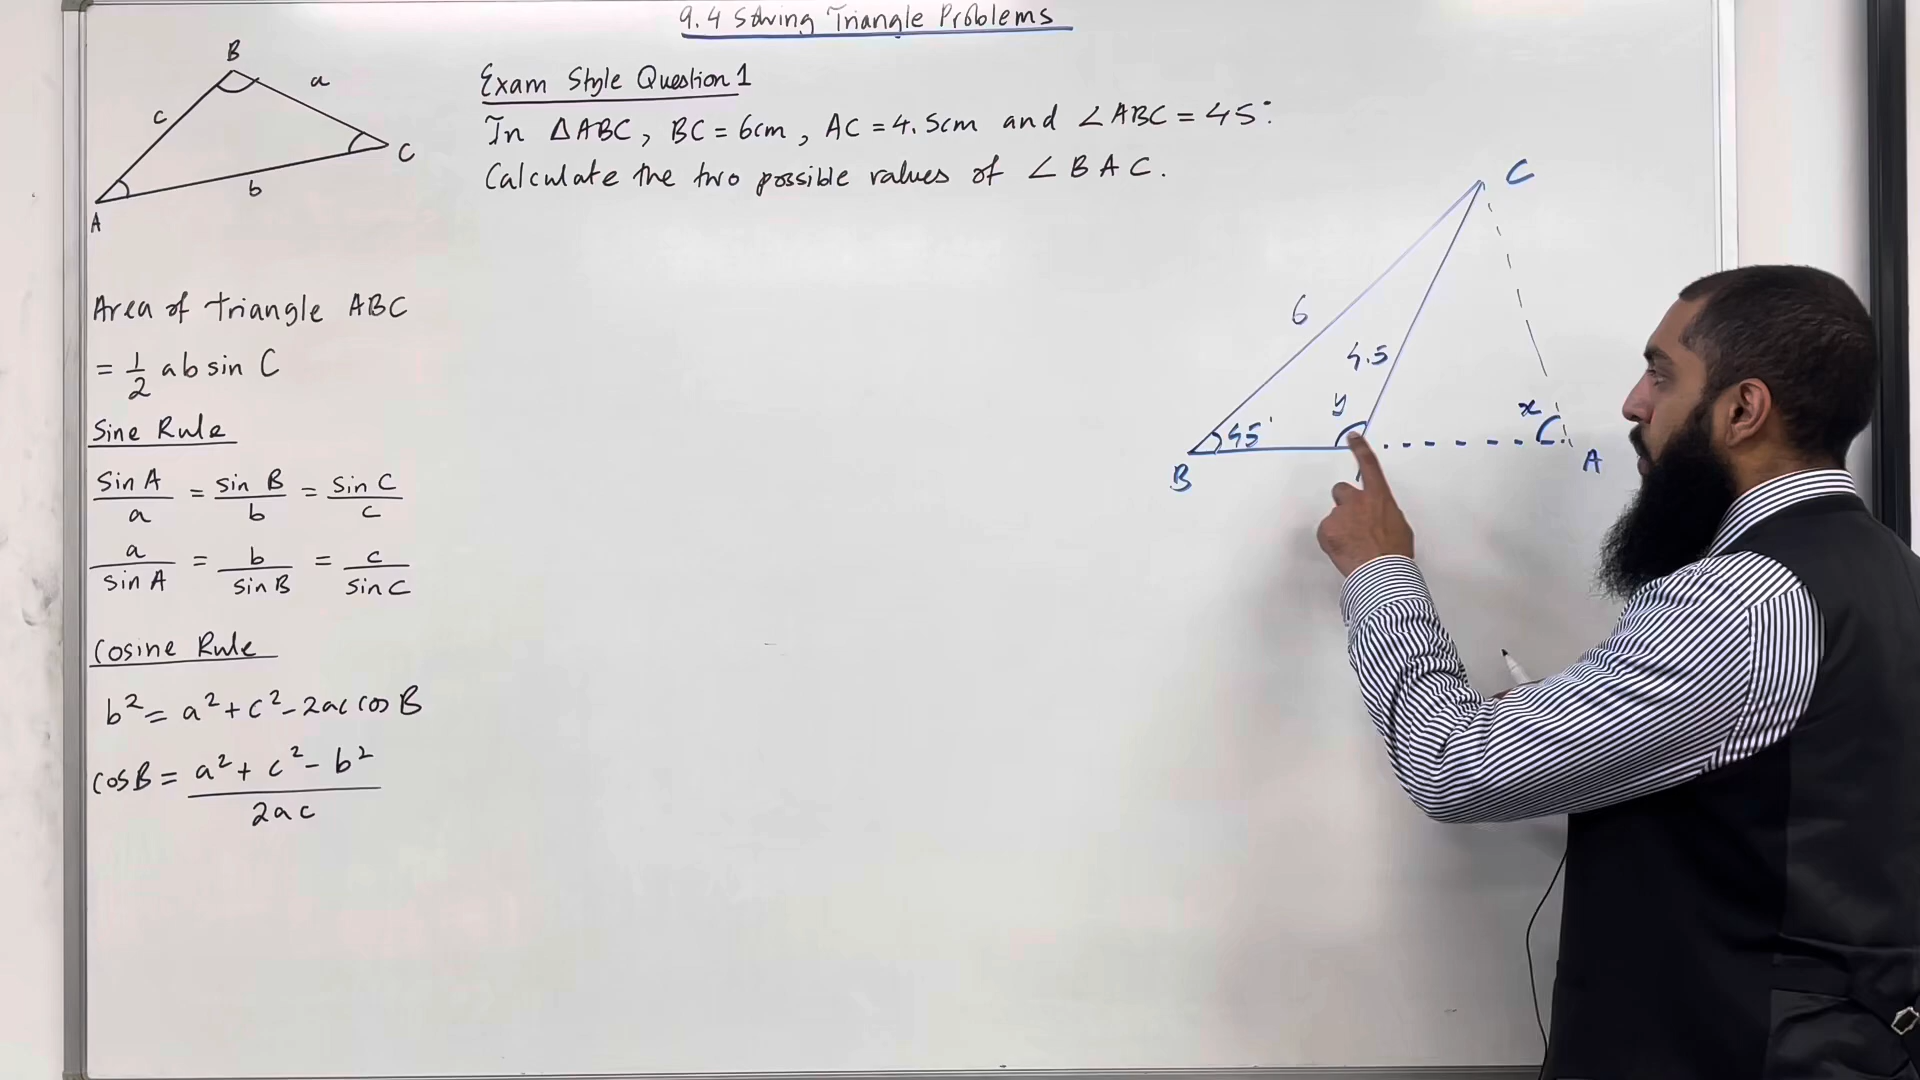 9.4 Solving Triangle Problems
B
a
c
C
b
A
Exam Style Question 1
In △ABC, BC = 6cm, AC = 4.5cm and ∠ABC = 45°.
Calculate the two possible values of ∠BAC.
C
6
4.5
y
x
45°
B
A
Area of triangle ABC
= 1/2 ab sin C
Sine Rule
sin A/a = sin B/b = sin C/c
a/sin A = b/sin B = c/sin C
Cosine Rule
b² = a² + c² - 2ac cos B
cos B = a² + c² - b²/2ac